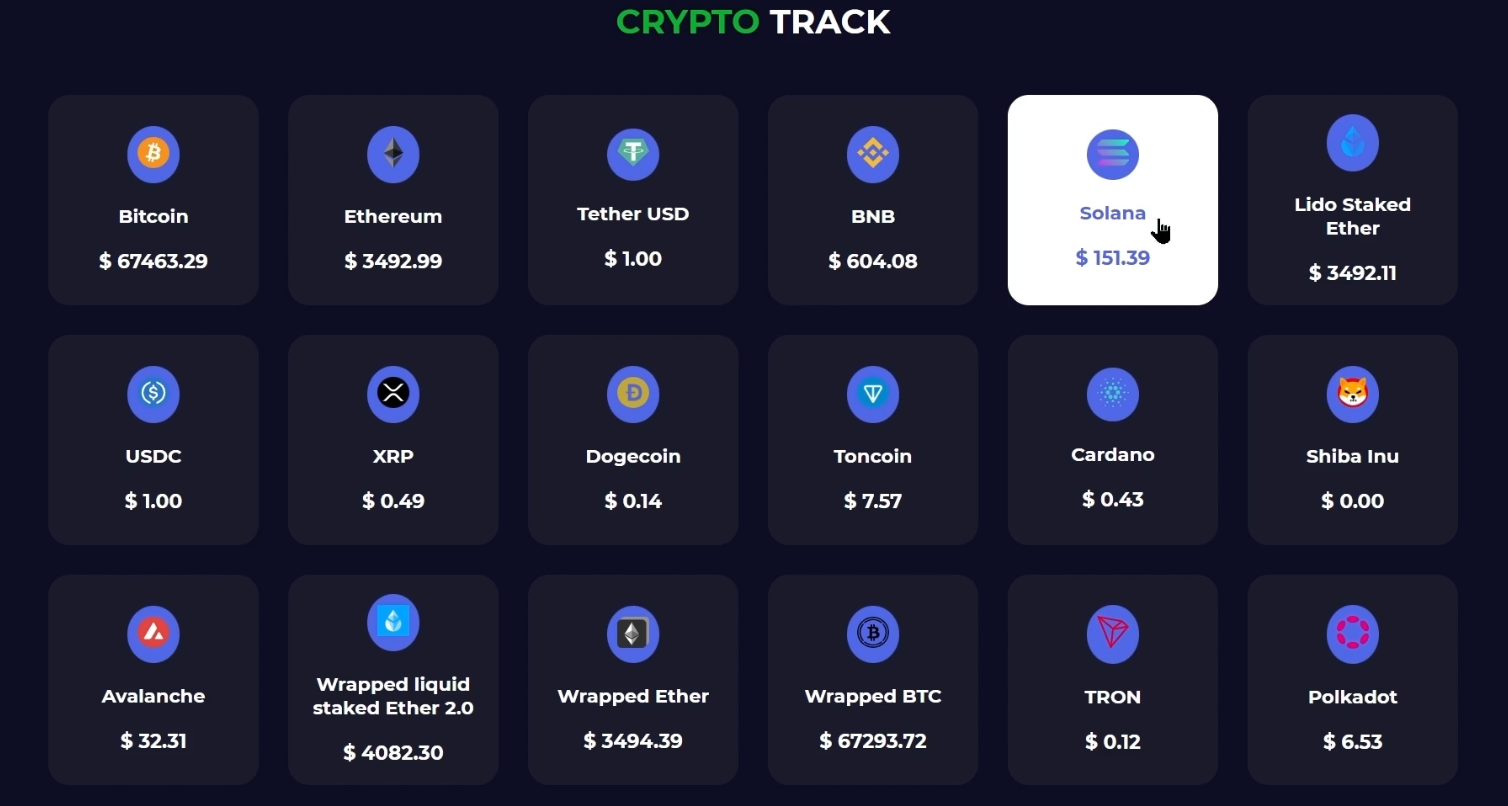 CRYPTO TRACK
Bitcoin
$ 67463.29
Ethereum
$ 3492.99
Tether USD
$ 1.00
BNB
$ 604.08
Solana
$ 151.39
Lido Staked
Ether
$ 3492.11
USDC
$ 1.00
XRP
$ 0.49
Dogecoin
$ 0.14
Toncoin
$ 7.57
Cardano
$ 0.43
Shiba Inu
$ 0.00
Avalanche
$ 32.31
Wrapped liquid
staked Ether 2.0
$ 4082.30
Wrapped Ether
$ 3494.39
Wrapped BTC
$ 67293.72
TRON
$ 0.12
Polkadot
$ 6.53